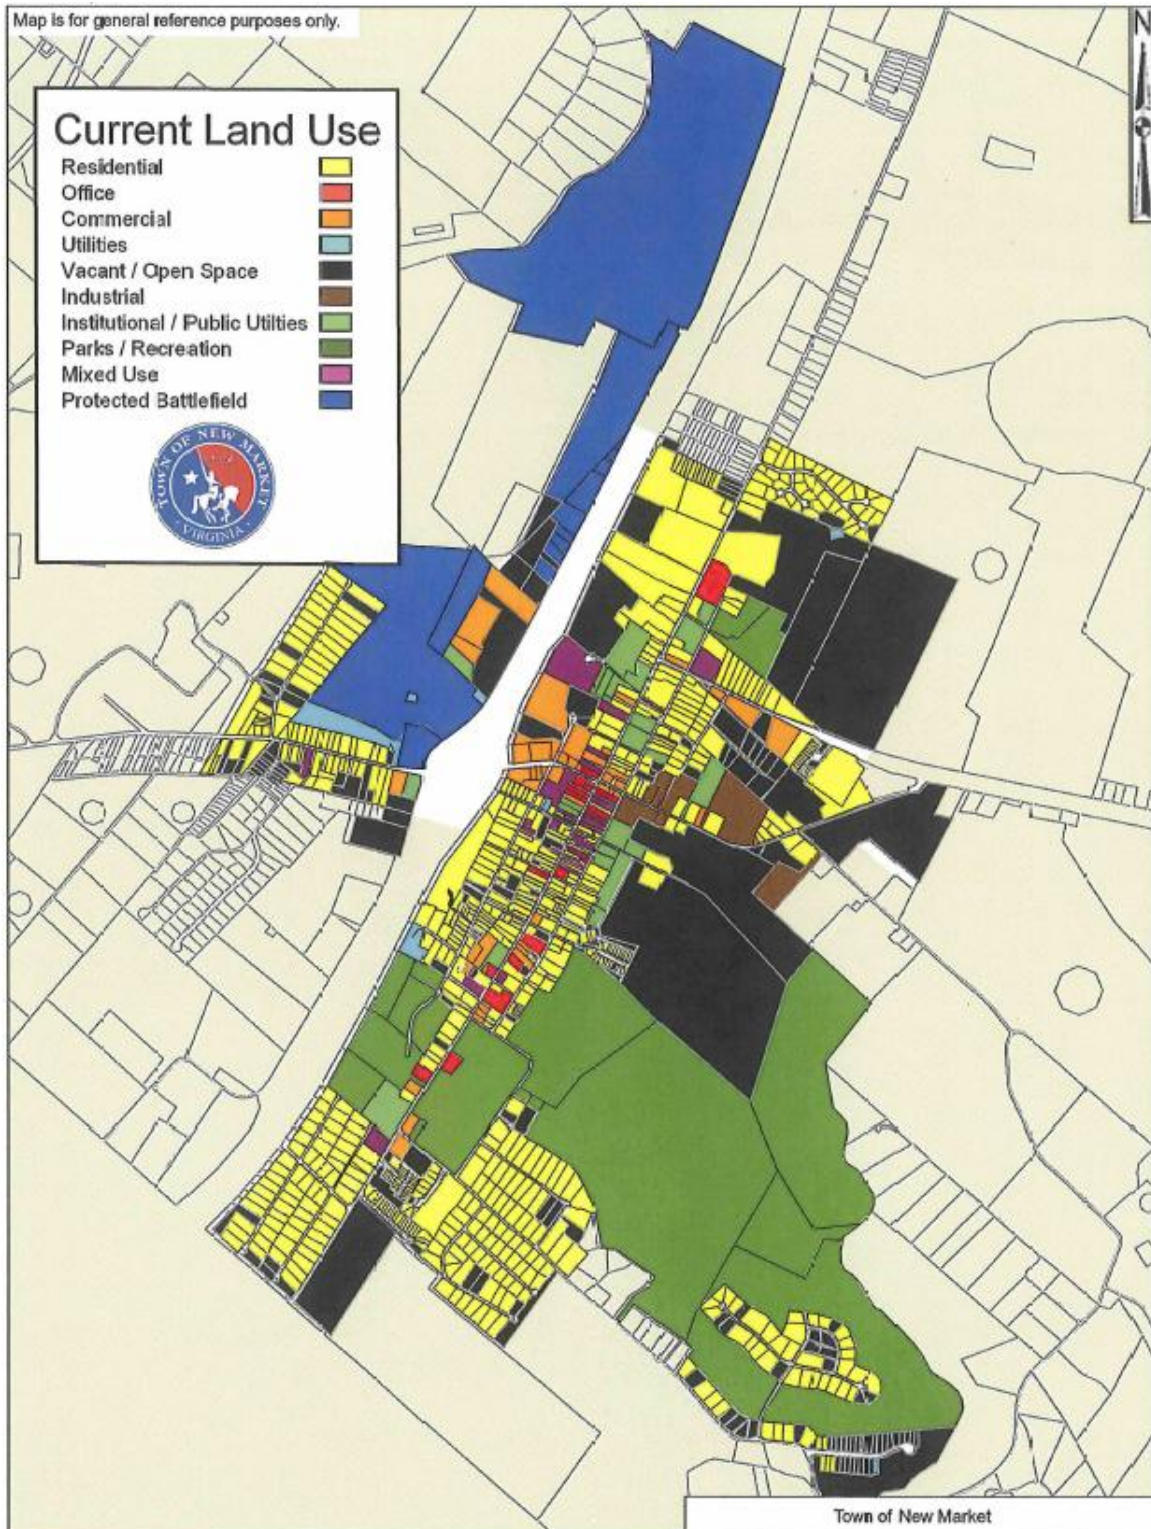 Map is for general reference purposes only.
N
Current Land Use
Residential
Office
Commercial
Utilities
Vacant / Open Space
Industrial
Institutional / Public Utilties
Parks / Recreation
Mixed Use
Protected Battlefield
TOWN OF NEW MARKET
VIRGINIA
Town of New Market